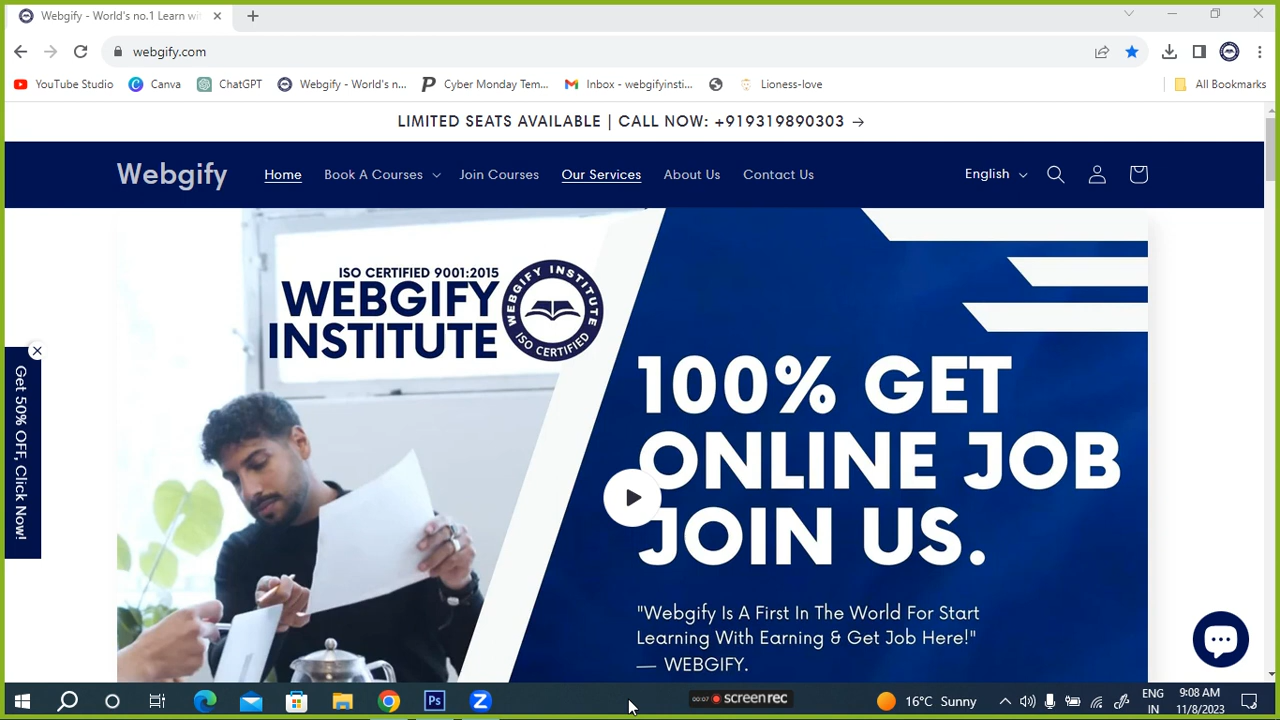 Webgify - World's no.1 Learn wit
webgify.com
YouTube Studio
Canva
ChatGPT
Webgify - World's n...
Cyber Monday Tem...
Inbox - webgifyinsti...
Lioness-love
All Bookmarks
LIMITED SEATS AVAILABLE | CALL NOW: +919319890303 →
Webgify
Home
Book A Courses
Join Courses
Our Services
About Us
Contact Us
English
ISO CERTIFIED 9001:2015
WEBGIFY
INSTITUTE
WEBGIFY INSTITUTE
ISO CERTIFIED
Get 50% OFF, Click Now!
100% GET
ONLINE JOB
JOIN US.
"Webgify Is A First In The World For Start
Learning With Earning & Get Job Here!"
— WEBGIFY.
Ps
Z
00:07
screenrec
16°C Sunny
ENG
IN
9:08 AM
11/8/2023